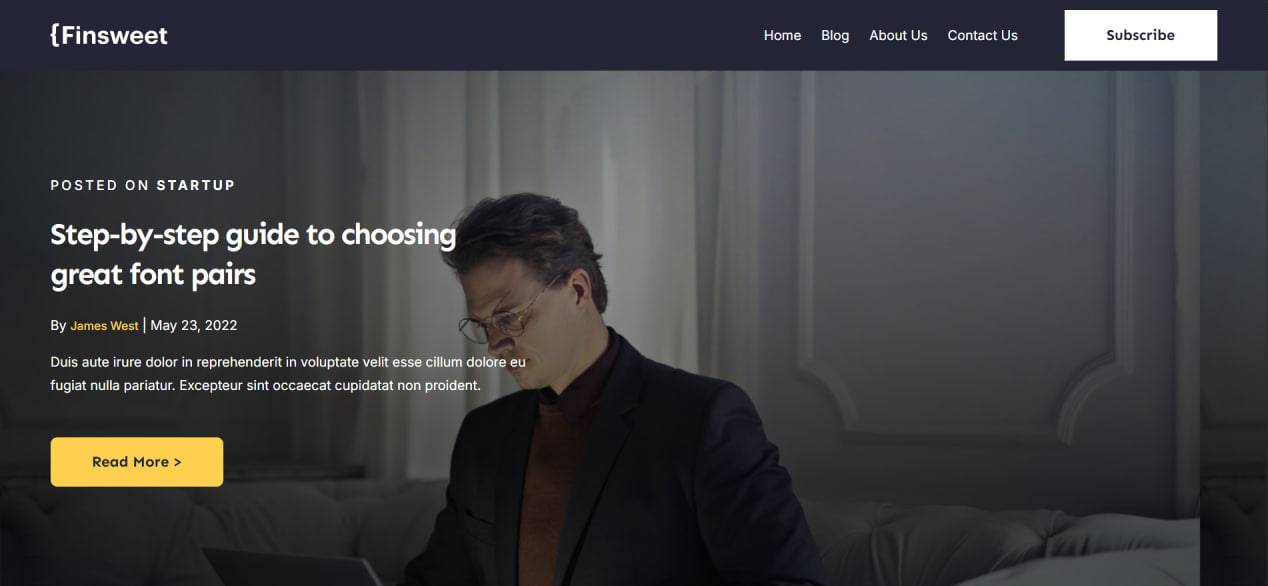 {Finsweet
Home Blog About Us Contact Us Subscribe
POSTED ON STARTUP
Step-by-step guide to choosing
great font pairs
By James West | May 23, 2022
Duis aute irure dolor in reprehenderit in voluptate velit esse cillum dolore eu
fugiat nulla pariatur. Excepteur sint occaecat cupidatat non proident.
Read More >